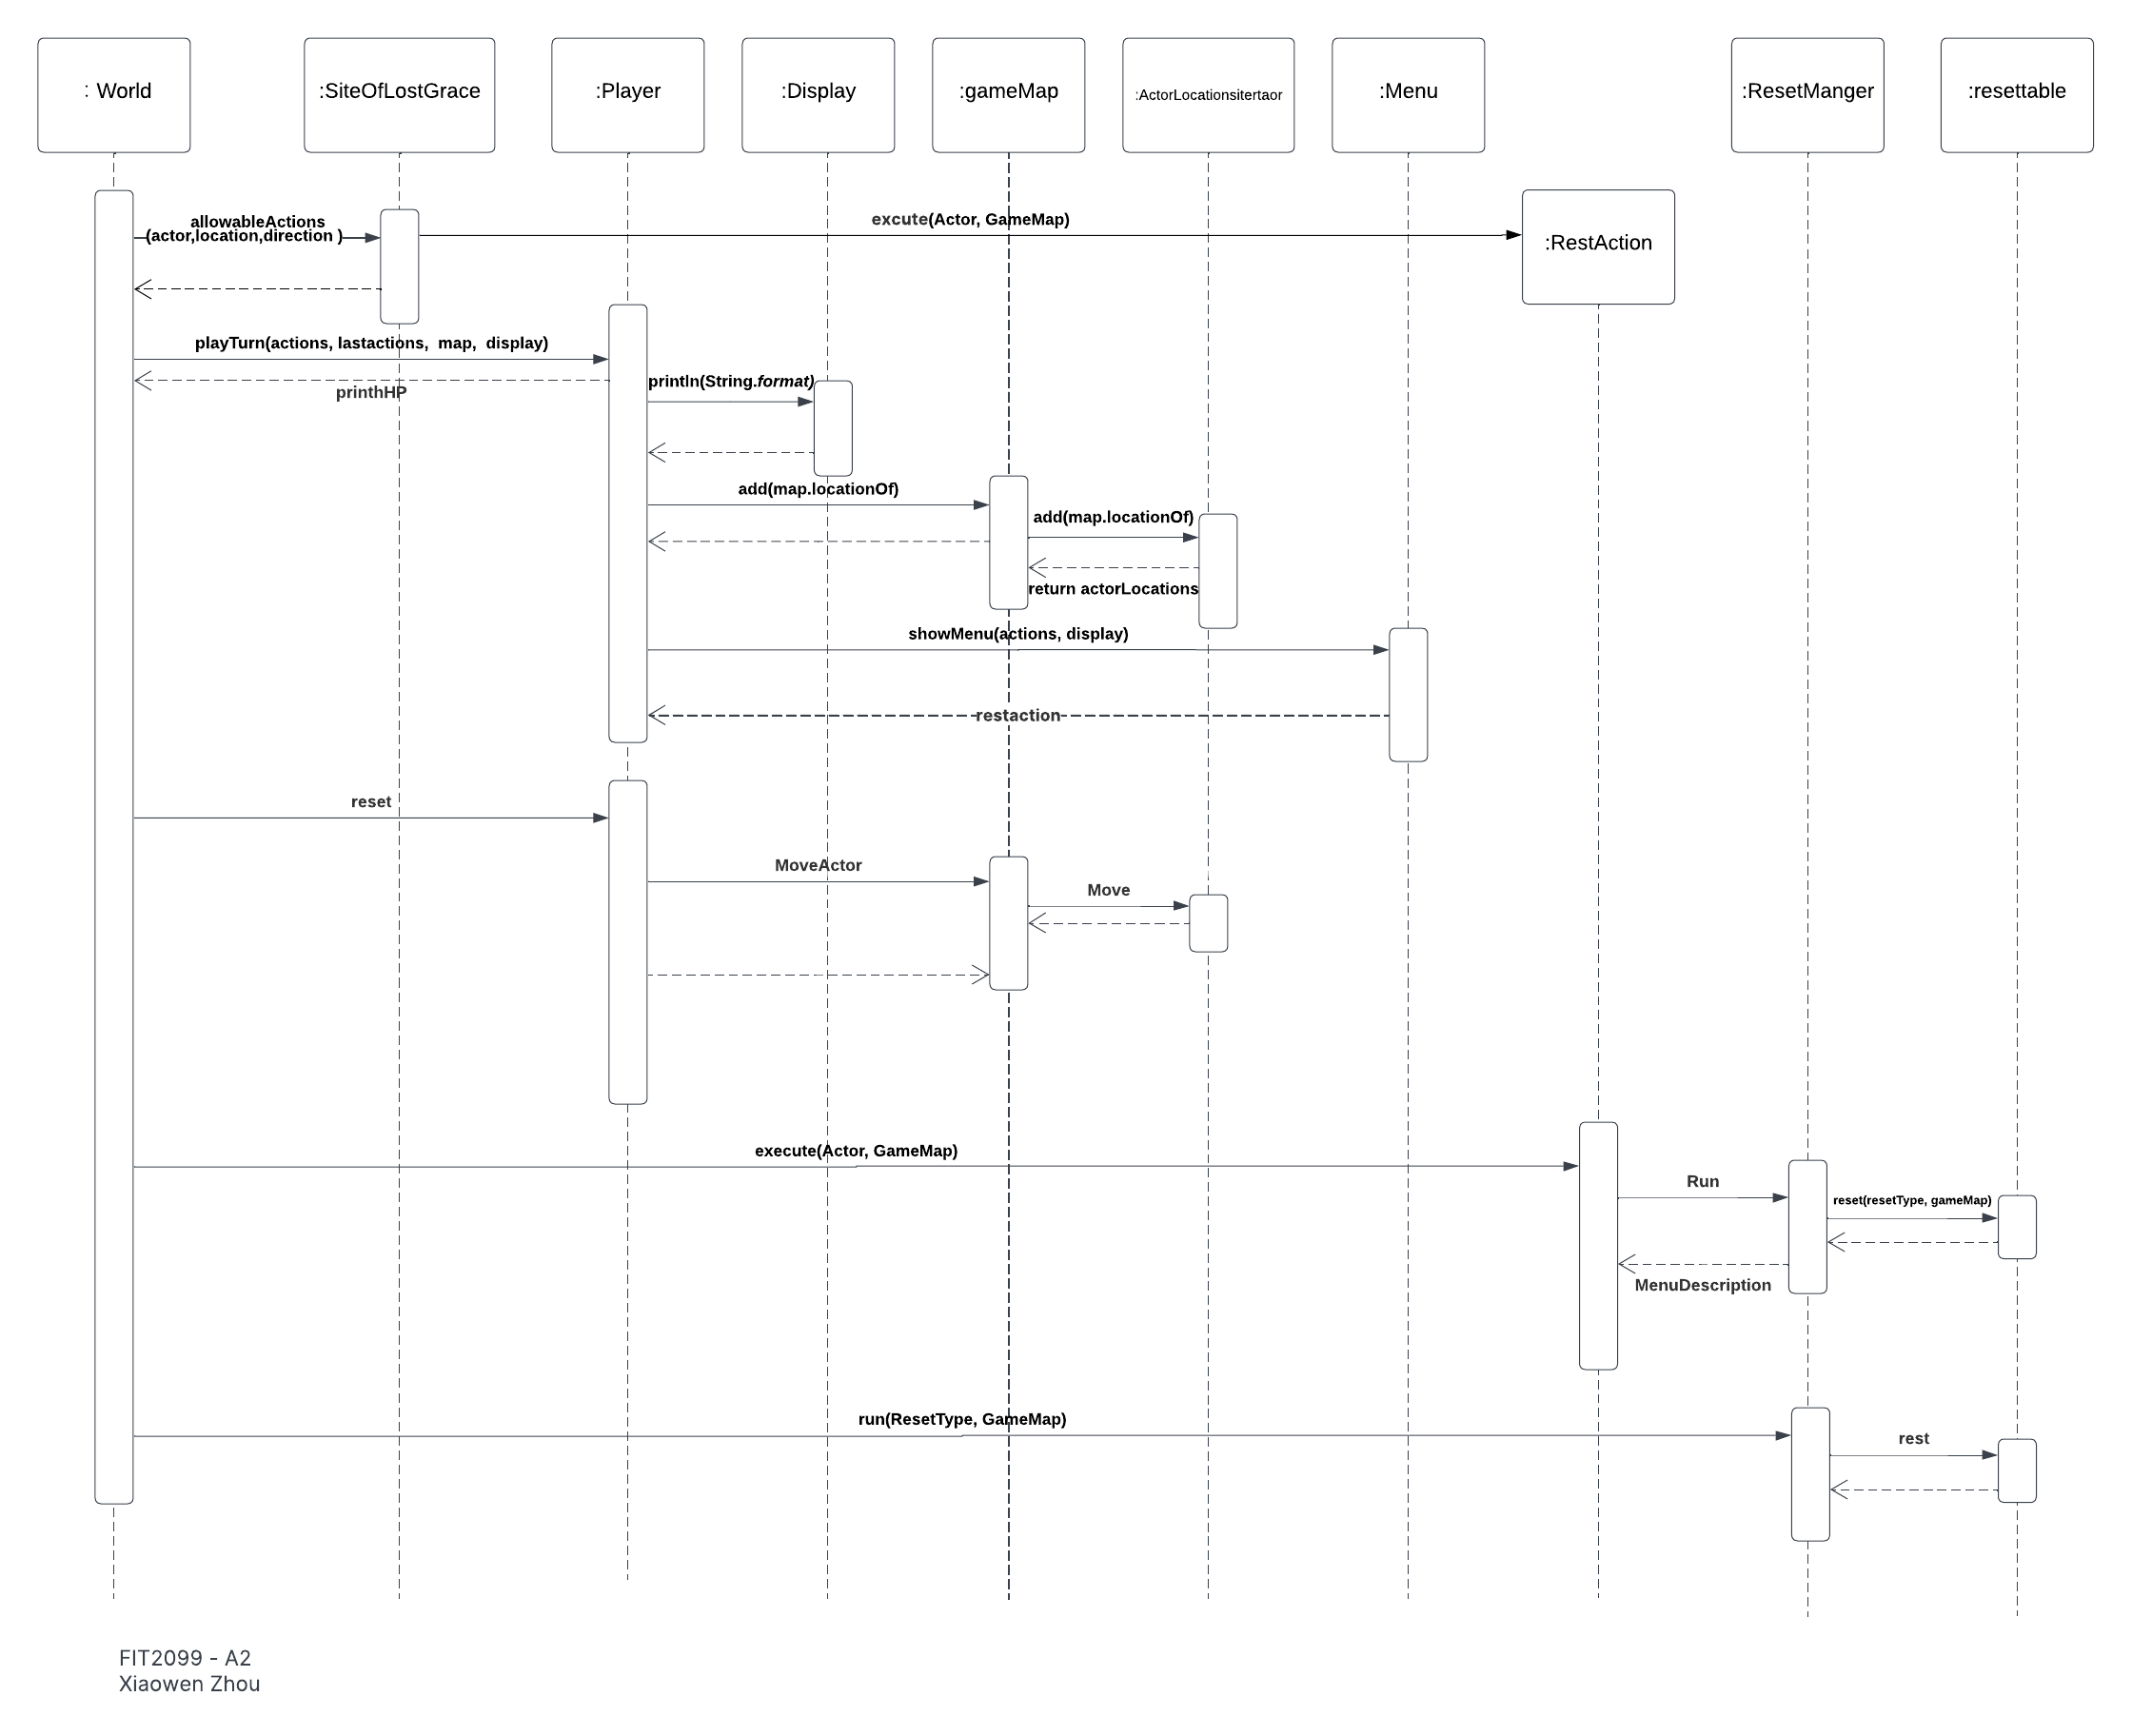 : World
:SiteOfLostGrace
:Player
:Display
:gameMap
:ActorLocationsitertaor
:Menu
:ResetManger
:resettable
allowableActions
(actor,location,direction )
excute(Actor, GameMap)
:RestAction
playTurn(actions, lastactions, map, display)
printhHP
println(String.format)
add(map.locationOf)
add(map.locationOf)
return actorLocations
showMenu(actions, display)
restaction
reset
MoveActor
Move
execute(Actor, GameMap)
Run
reset(resetType, gameMap)
MenuDescription
run(ResetType, GameMap)
rest
FIT2099 - A2
Xiaowen Zhou